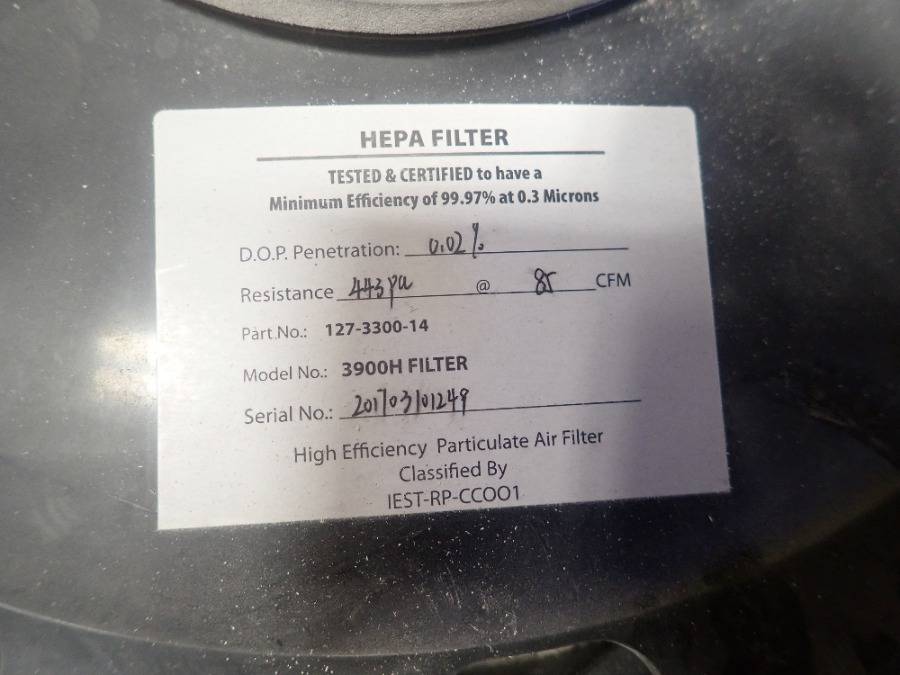 HEPA FILTER
TESTED & CERTIFIED to have a
Minimum Efficiency of 99.97% at 0.3 Microns
D.O.P. Penetration: 0.02%
Resistance 443pa @ 85 CFM
Part.No.: 127-3300-14
Model No.: 3900H FILTER
Serial No.: 201703101249
High Efficiency Particulate Air Filter
Classified By
IEST-RP-CC001